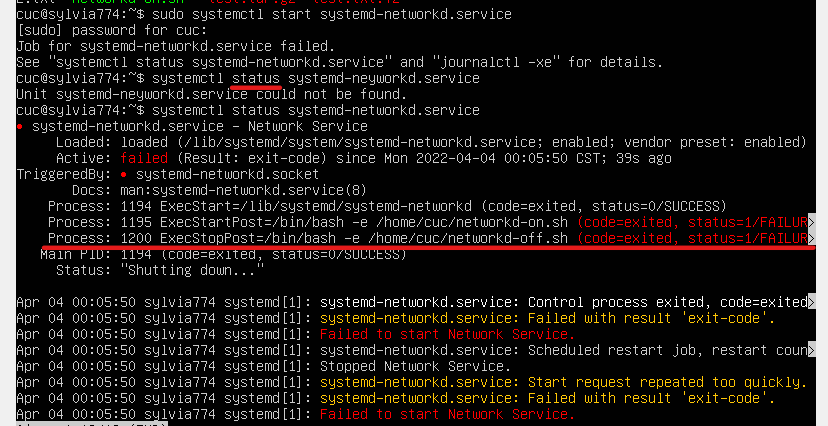 cuc@sylvia774:~$ sudo systemctl start systemd-networkd.service
[sudo] password for cuc:
Job for systemd-networkd.service failed.
See "systemctl status systemd-networkd.service" and "journalctl -xe" for details.
cuc@sylvia774:~$ systemctl status systemd-neyworkd.service
Unit systemd-neyworkd.service could not be found.
cuc@sylvia774:~$ systemctl status systemd-networkd.service
● systemd-networkd.service - Network Service
Loaded: loaded (/lib/systemd/system/systemd-networkd.service; enabled; vendor preset: enabled)
Active: failed (Result: exit-code) since Mon 2022-04-04 00:05:50 CST; 39s ago
TriggeredBy: ● systemd-networkd.socket
Docs: man:systemd-networkd.service(8)
Process: 1194 ExecStart=/lib/systemd/systemd-networkd (code=exited, status=0/SUCCESS)
Process: 1195 ExecStartPost=/bin/bash -e /home/cuc/networkd-on.sh (code=exited, status=1/FAILUR>
Process: 1200 ExecStopPost=/bin/bash -e /home/cuc/networkd-off.sh (code=exited, status=1/FAILUR>
Main PID: 1194 (code=exited, status=0/SUCCESS)
Status: "Shutting down..."
Apr 04 00:05:50 sylvia774 systemd[1]: systemd-networkd.service: Control process exited, code=exited>
Apr 04 00:05:50 sylvia774 systemd[1]: systemd-networkd.service: Failed with result 'exit-code'.
Apr 04 00:05:50 sylvia774 systemd[1]: Failed to start Network Service.
Apr 04 00:05:50 sylvia774 systemd[1]: systemd-networkd.service: Scheduled restart job, restart coun>
Apr 04 00:05:50 sylvia774 systemd[1]: Stopped Network Service.
Apr 04 00:05:50 sylvia774 systemd[1]: systemd-networkd.service: Start request repeated too quickly.
Apr 04 00:05:50 sylvia774 systemd[1]: systemd-networkd.service: Failed with result 'exit-code'.
Apr 04 00:05:50 sylvia774 systemd[1]: Failed to start Network Service.